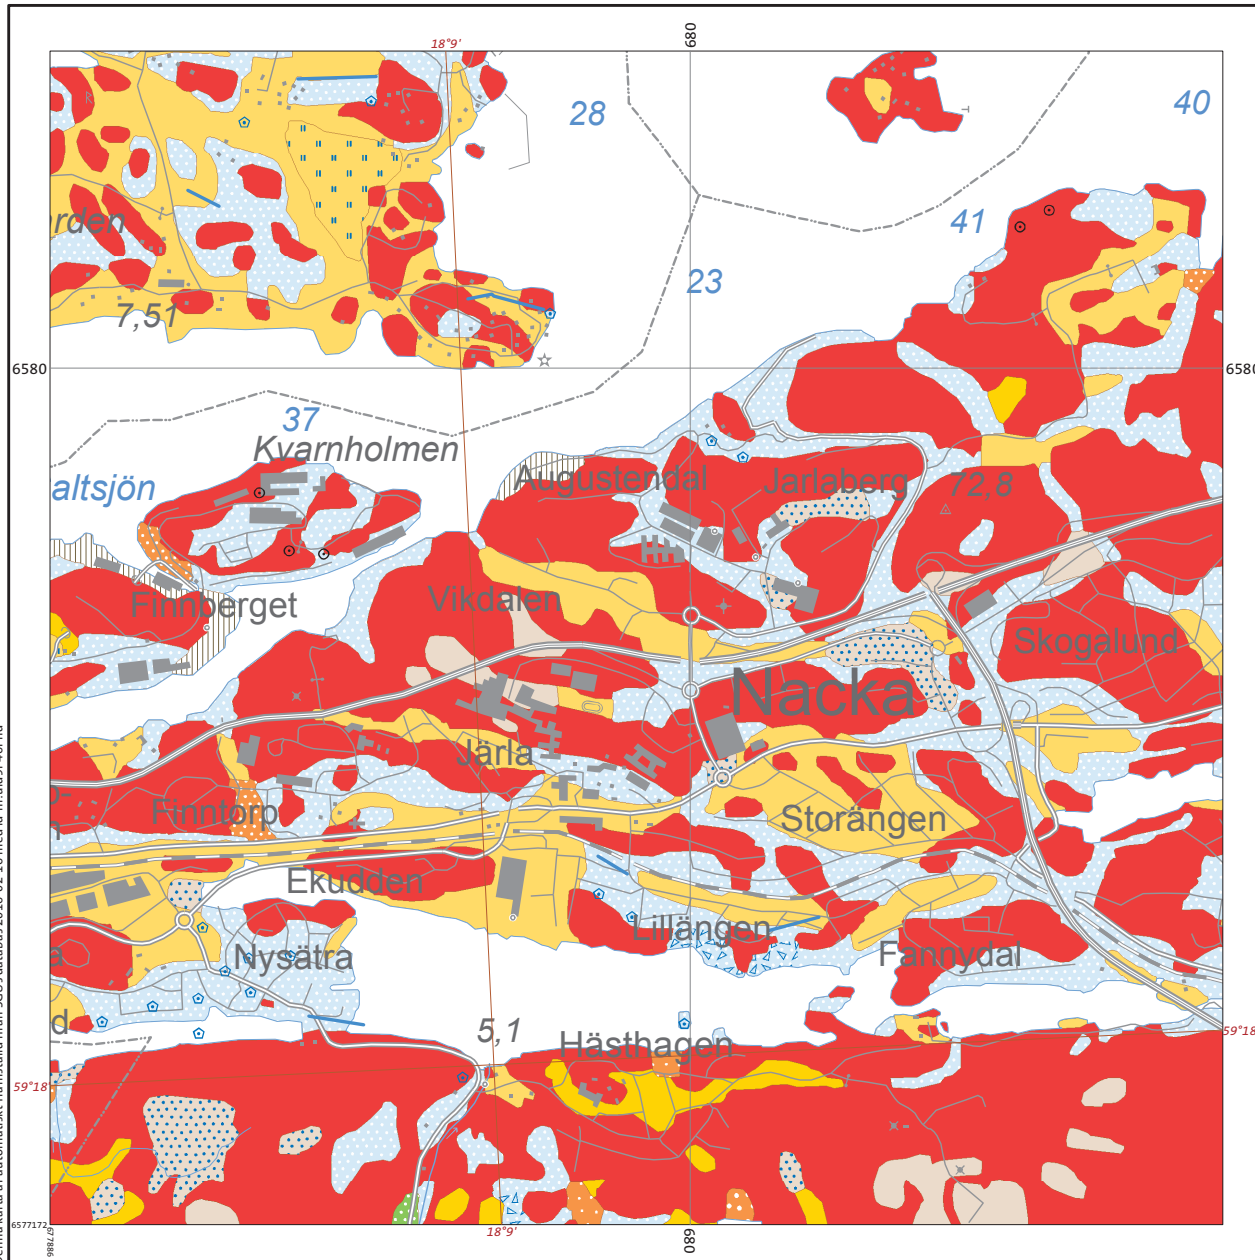 18°9'
680
28
40
41
arden
23
7,51
6580
6580
37
Kvarnholmen
altsjön
Augustendal
Jarlaberg
72,8
Finnberget
Vikdalen
Skogalund
Nacka
Järla
Finntorp
Storängen
Ekudden
Lillängen
Nysätra
Fannydal
a
d
5,1
Hästhagen
59°18
59°18
6577172
677886
18°9'
680